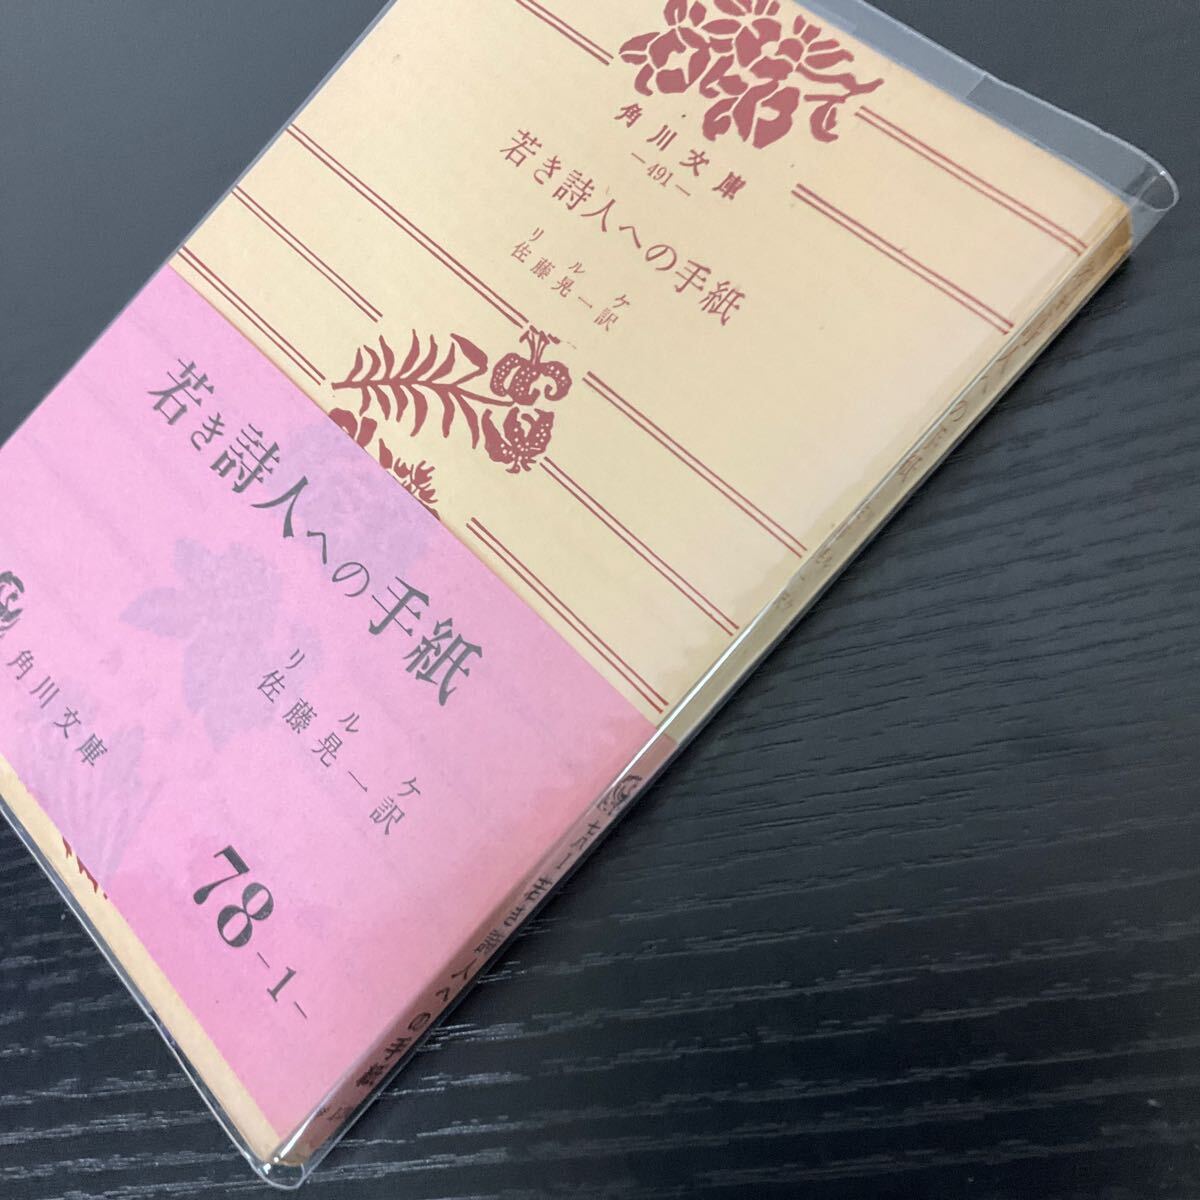 角川文庫
—491—
若き詩人への手紙
リルケ
佐藤晃一訳
若き詩人への手紙
リルケ
佐藤晃一訳
角川文庫
78
—1—